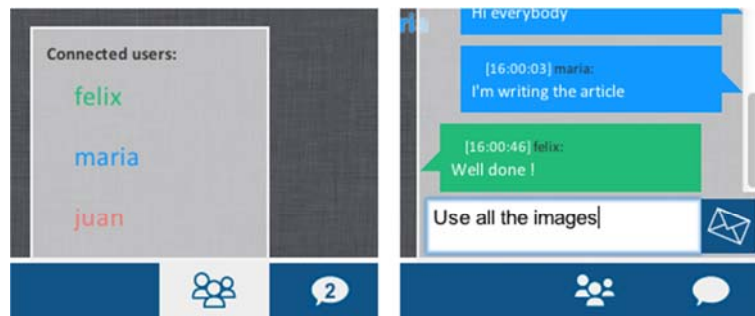 Connected users:
felix
maria
juan
2
Hi everybody
[16:00:03] maria:
I'm writing the article
[16:00:46] felix:
Well done !
Use all the images